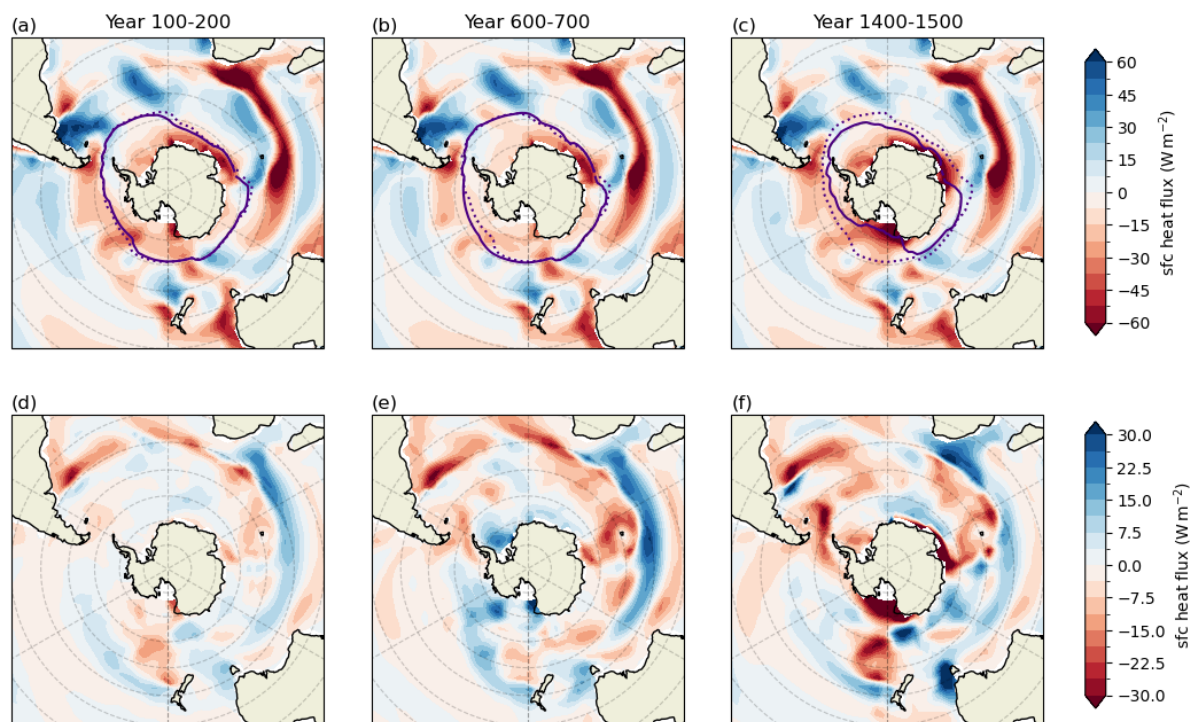 Year 100-200
Year 600-700
Year 1400-1500
(a)
(b)
(c)
60
45
30
15
0
−15
−30
−45
−60
sfc heat flux (W m−2)
(d)
(e)
(f)
30.0
22.5
15.0
7.5
0.0
−7.5
−15.0
−22.5
−30.0
sfc heat flux (W m−2)